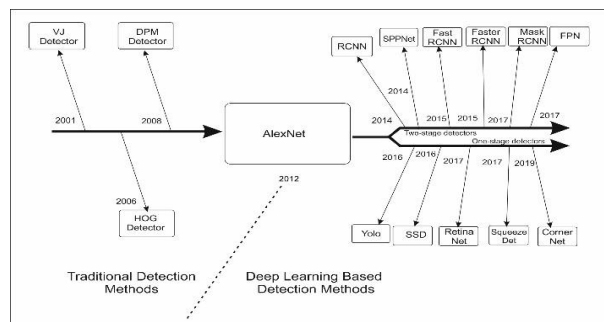 VJ
Detector
DPM
Detector
RCNN
SPPNet
Fast
RCNN
Faster
RCNN
Mask
RCNN
FPN
2001
2008
2006
HOG
Detector
AlexNet
2012
2014
2014
2015
2015
2017
2017
Two-stage detectors
One-stage detectors
2016
2016
2017
2017
2019
Yolo
SSD
Retina
Net
Squeeze
Det
Corner
Net
Traditional Detection
Methods
Deep Learning Based
Detection Methods